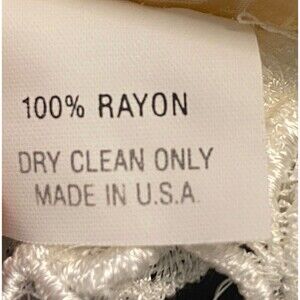 100% RAYON
DRY CLEAN ONLY
MADE IN U.S.A.